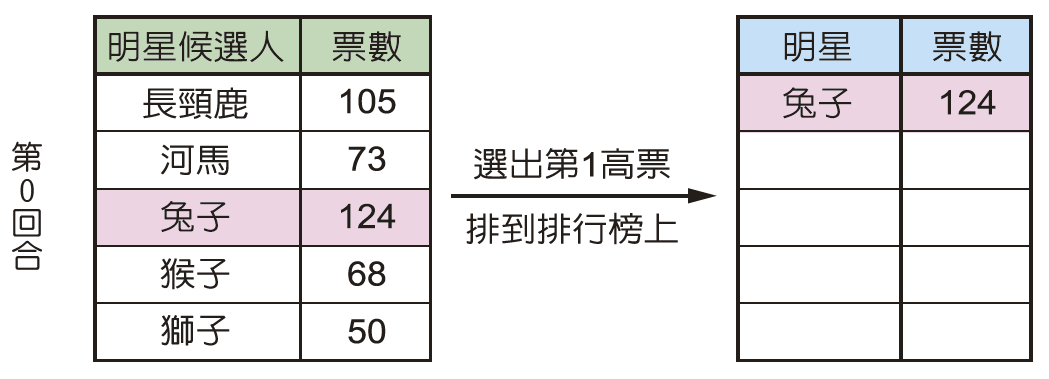 第0回合
明星候選人 票數
長頸鹿 105
河馬 73
兔子 124
猴子 68
獅子 50
選出第1高票
排到排行榜上
明星 票數
兔子 124